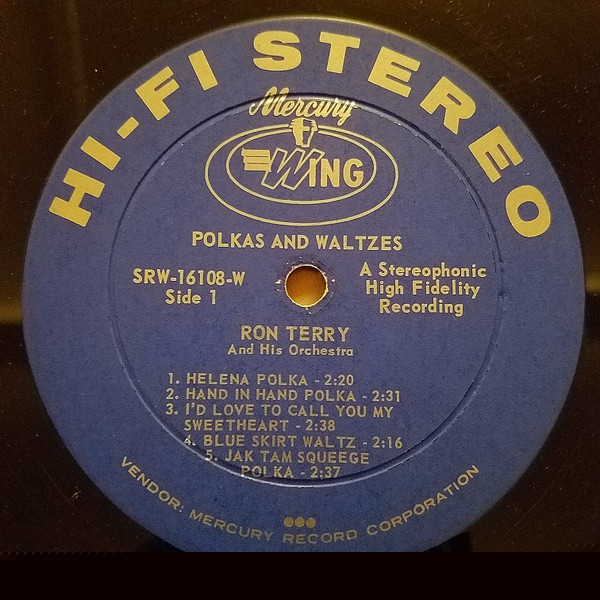 HI-FI STEREO
Mercury
WING
POLKAS AND WALTZES
SRW-16108-W
Side 1
A Stereophonic
High Fidelity
Recording
RON TERRY
And His Orchestra
1. HELENA POLKA - 2:20
2. HAND IN HAND POLKA - 2:31
3. I'D LOVE TO CALL YOU MY
SWEETHEART - 2:38
4. BLUE SKIRT WALTZ - 2:16
5. JAK TAM SQUEEGE
POLKA - 2:37
VENDOR: MERCURY RECORD CORPORATION